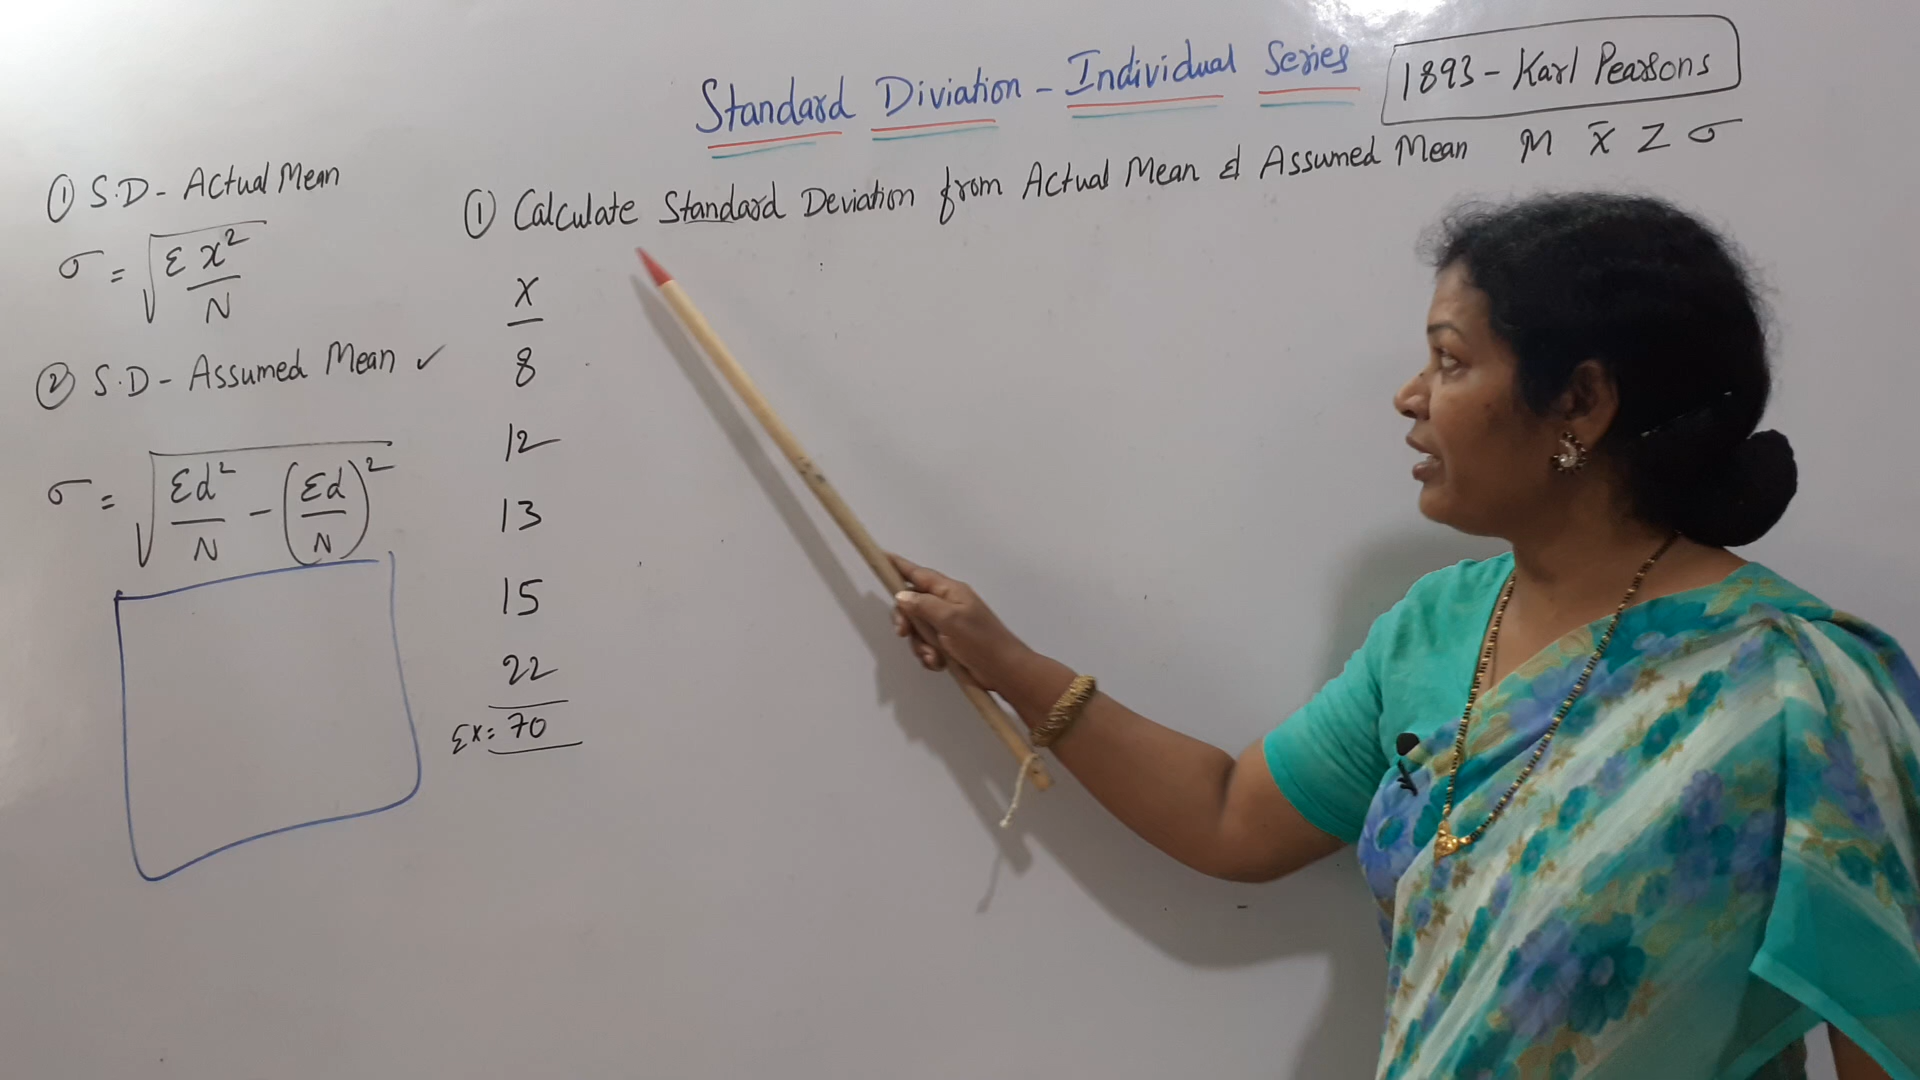 Standard Diviation - Individual Series
1893 - Karl Pearsons
M x̄ Z σ
① S.D - Actual Mean
σ = √(Σx²/N)
② S.D - Assumed Mean ✓
σ = √(Σd²/N - (Σd/N)²)
① Calculate Standard Deviation from Actual Mean & Assumed Mean
X
8
12
13
15
22
Σx = 70